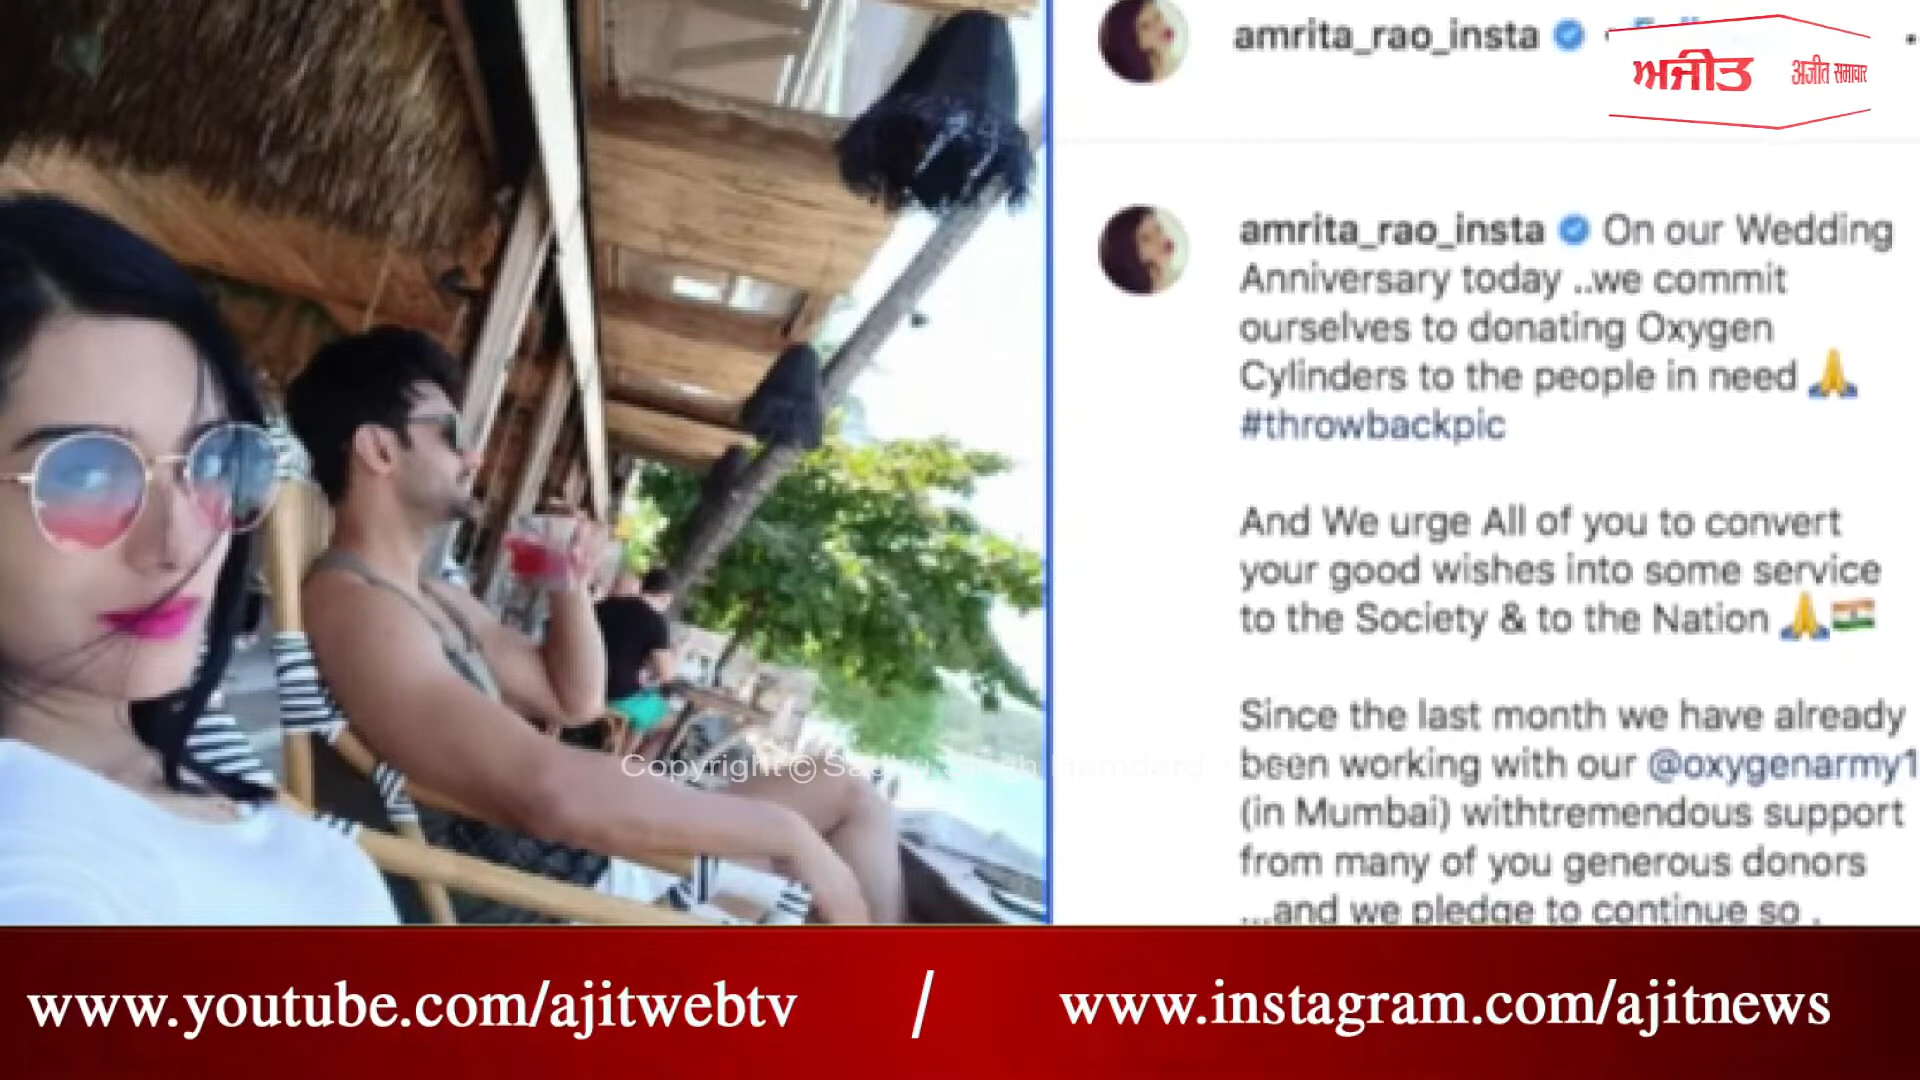 amrita_rao_insta
ਅਜੀਤ अजीत समाचार
amrita_rao_insta On our Wedding
Anniversary today ..we commit
ourselves to donating Oxygen
Cylinders to the people in need 🙏
#throwbackpic
And We urge All of you to convert
your good wishes into some service
to the Society & to the Nation 🙏🇮🇳
Since the last month we have already
been working with our @oxygenarmy1
(in Mumbai) withtremendous support
from many of you generous donors
...and we pledge to continue so .
Copyright ©
www.youtube.com/ajitwebtv / www.instagram.com/ajitnews